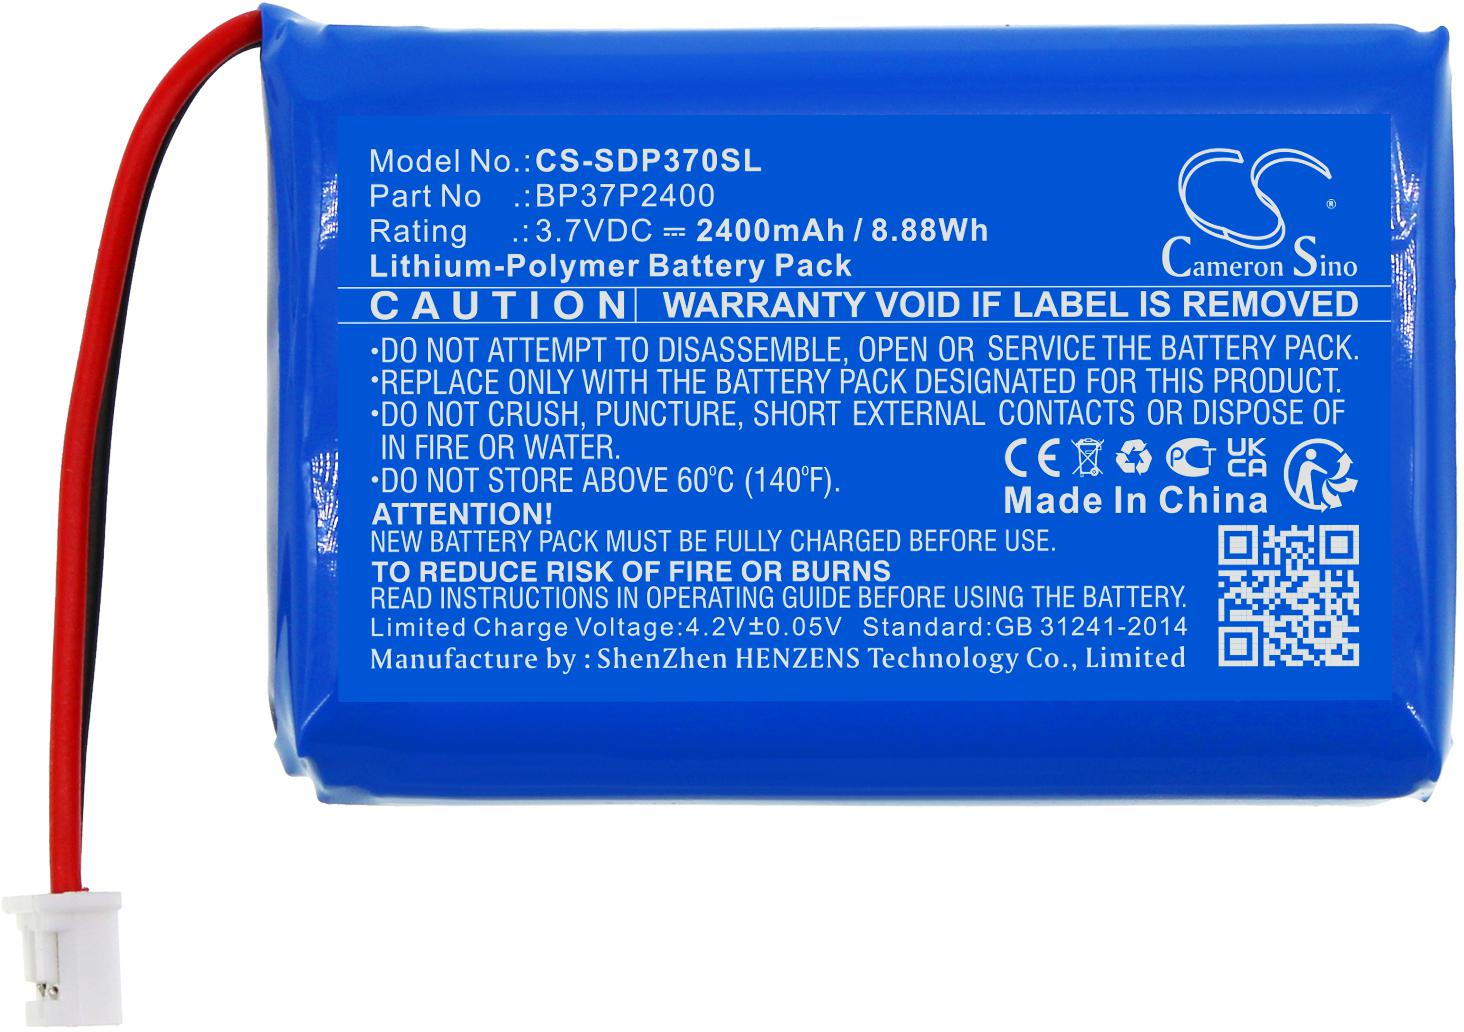 Model No.: CS-SDP370SL
Part No .: BP37P2400
Rating .: 3.7VDC ⎓ 2400mAh / 8.88Wh
Lithium-Polymer Battery Pack
CS ®
Cameron Sino
CAUTION WARRANTY VOID IF LABEL IS REMOVED
•DO NOT ATTEMPT TO DISASSEMBLE, OPEN OR SERVICE THE BATTERY PACK.
•REPLACE ONLY WITH THE BATTERY PACK DESIGNATED FOR THIS PRODUCT.
•DO NOT CRUSH, PUNCTURE, SHORT EXTERNAL CONTACTS OR DISPOSE OF
IN FIRE OR WATER.
•DO NOT STORE ABOVE 60°C (140°F).
CE PCT UK CA
Made In China
ATTENTION!
NEW BATTERY PACK MUST BE FULLY CHARGED BEFORE USE.
TO REDUCE RISK OF FIRE OR BURNS
READ INSTRUCTIONS IN OPERATING GUIDE BEFORE USING THE BATTERY.
Limited Charge Voltage:4.2V±0.05V Standard:GB 31241-2014
Manufacture by : ShenZhen HENZENS Technology Co., Limited